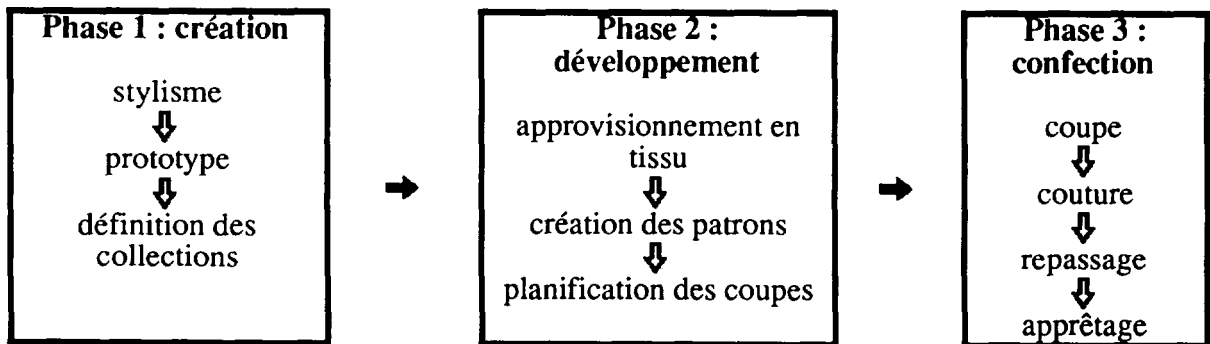 Phase 1 : création
stylisme
prototype
définition des
collections
Phase 2 :
développement
approvisionnement en
tissu
création des patrons
planification des coupes
Phase 3 :
confection
coupe
couture
repassage
apprêtage